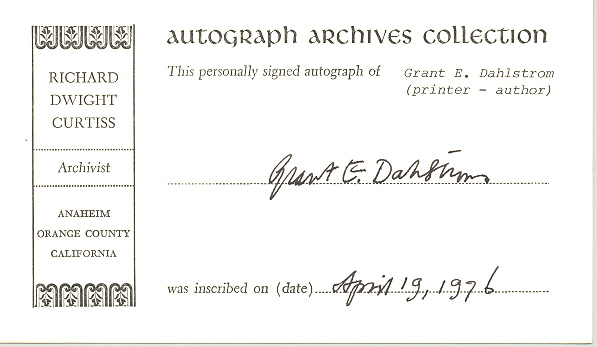 RICHARD
DWIGHT
CURTISS
Archivist
ANAHEIM
ORANGE COUNTY
CALIFORNIA
autograph archives collection
This personally signed autograph of Grant E. Dahlstrom
(printer - author)
Grant E. Dahlstrom
was inscribed on (date) April 19, 1976